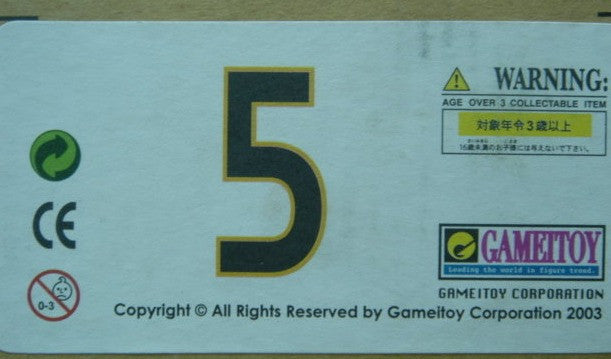 5
WARNING:
AGE OVER 3 COLLECTABLE ITEM
対象年令3歳以上
CE
0-3
GAMEITOY
Leading the world in figure trend.
GAMEITOY CORPORATION
Copyright © All Rights Reserved by Gameitoy Corporation 2003